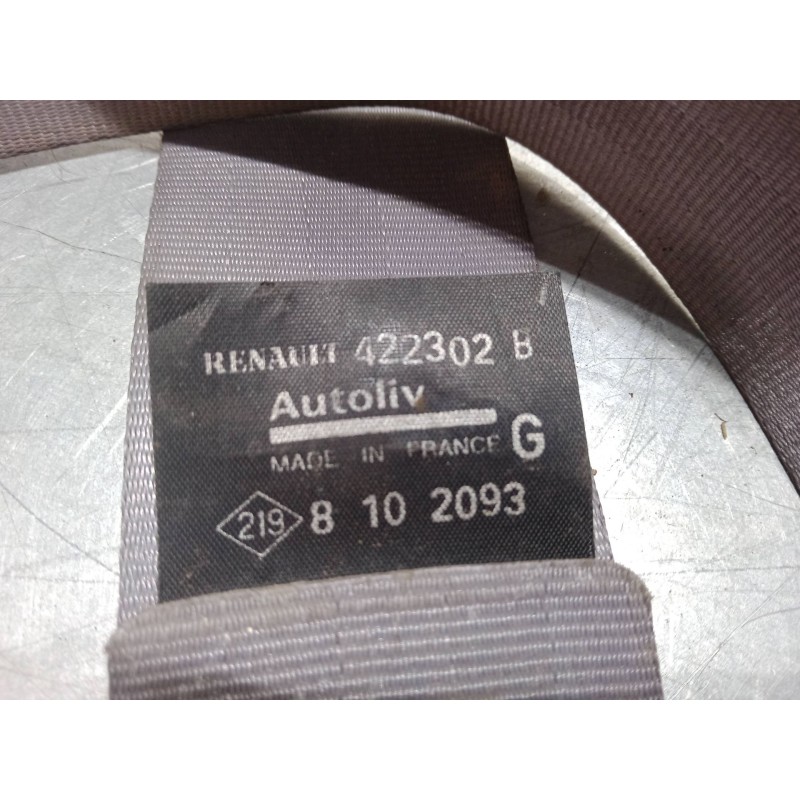 RENAULT 422302 B
Autoliv
MADE IN FRANCE G
219 8 10 2093